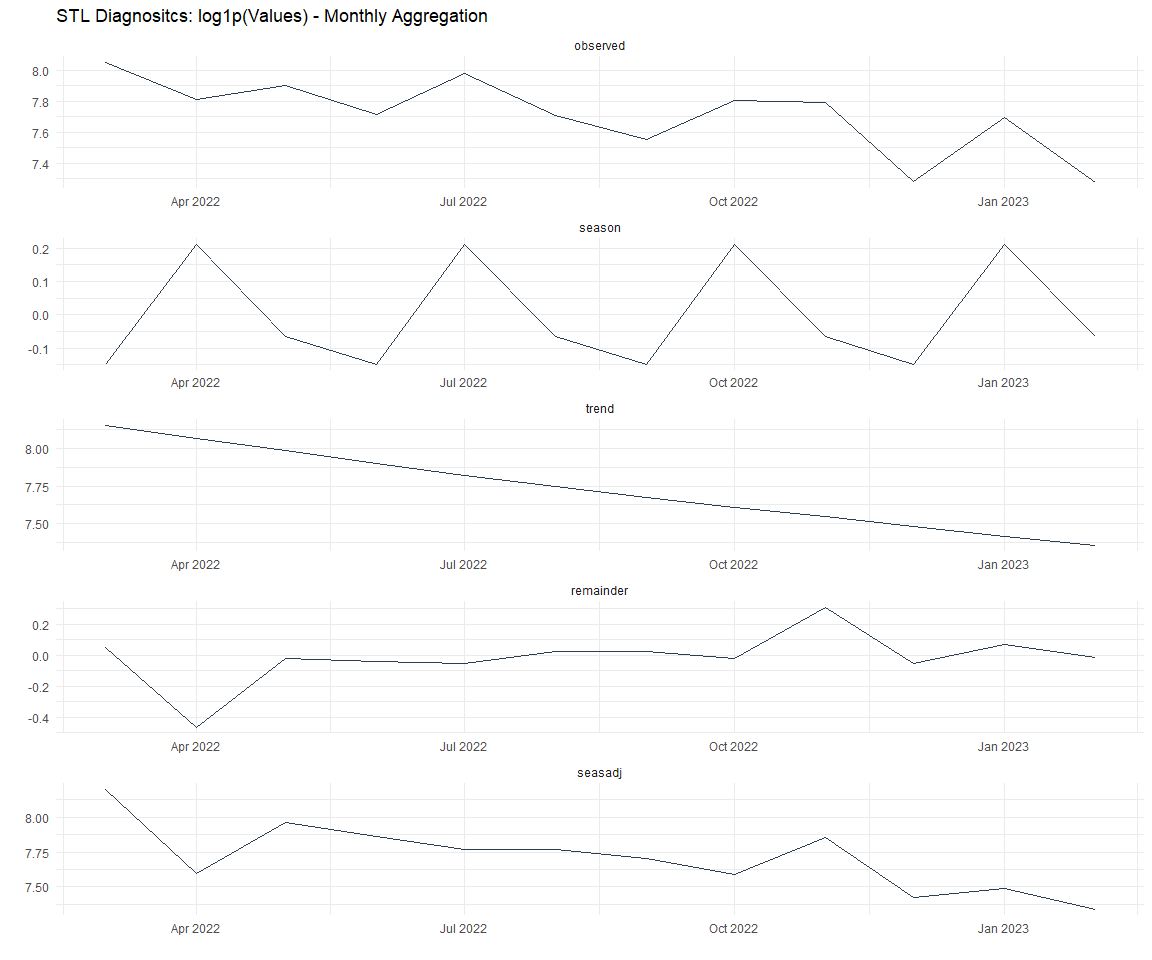 STL Diagnositcs: log1p(Values) - Monthly Aggregation
observed
8.0
7.8
7.6
7.4
Apr 2022 Jul 2022 Oct 2022 Jan 2023
season
0.2
0.1
0.0
-0.1
Apr 2022 Jul 2022 Oct 2022 Jan 2023
trend
8.00
7.75
7.50
Apr 2022 Jul 2022 Oct 2022 Jan 2023
remainder
0.2
0.0
-0.2
-0.4
Apr 2022 Jul 2022 Oct 2022 Jan 2023
seasadj
8.00
7.75
7.50
Apr 2022 Jul 2022 Oct 2022 Jan 2023